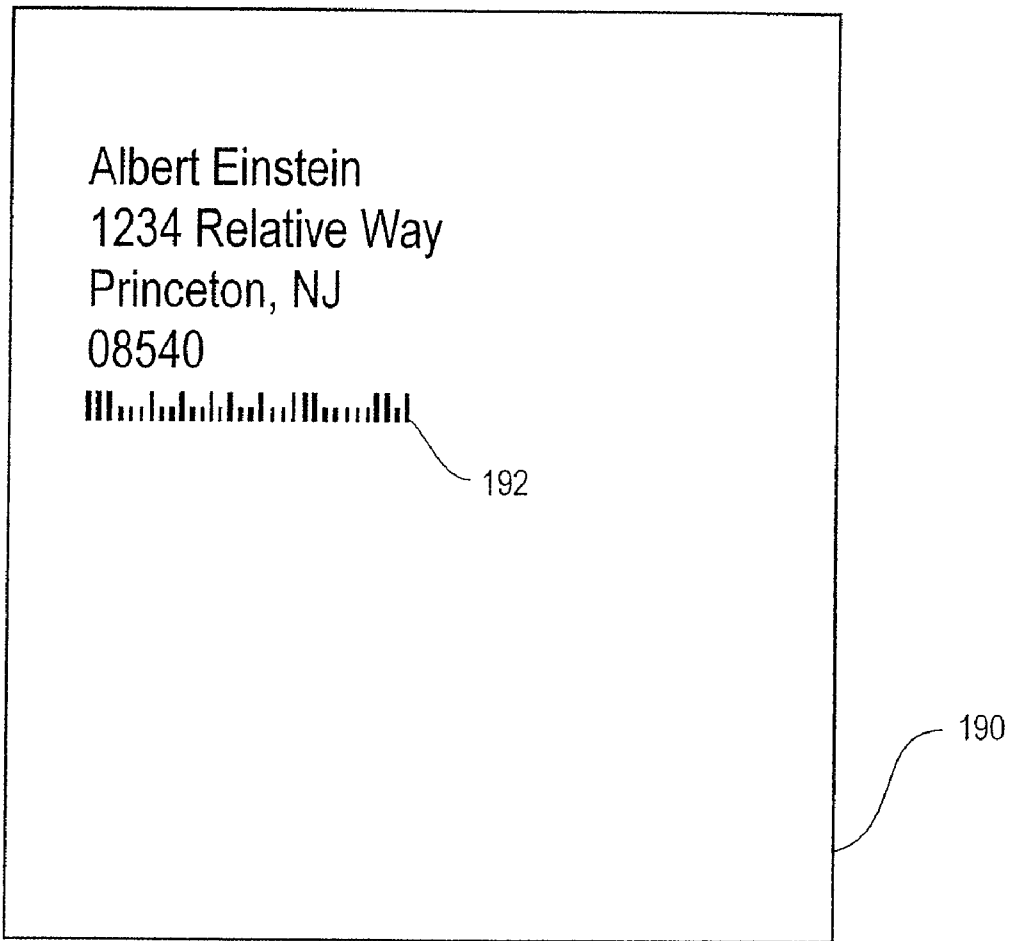 Albert Einstein
1234 Relative Way
Princeton, NJ
08540
192
190